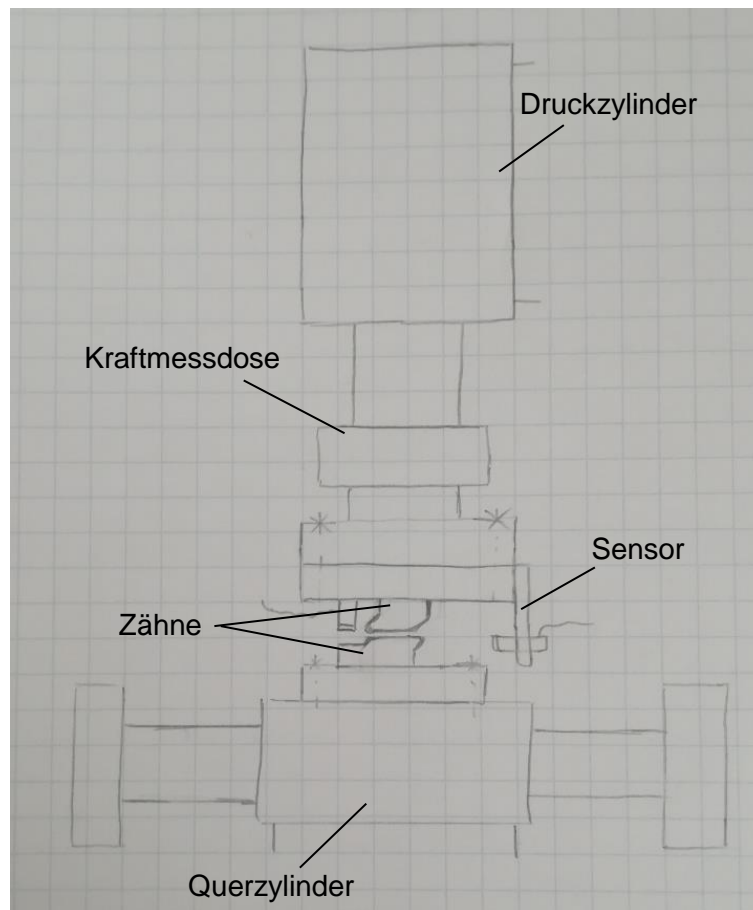 Druckzylinder
Kraftmessdose
Sensor
Zähne
Querzylinder